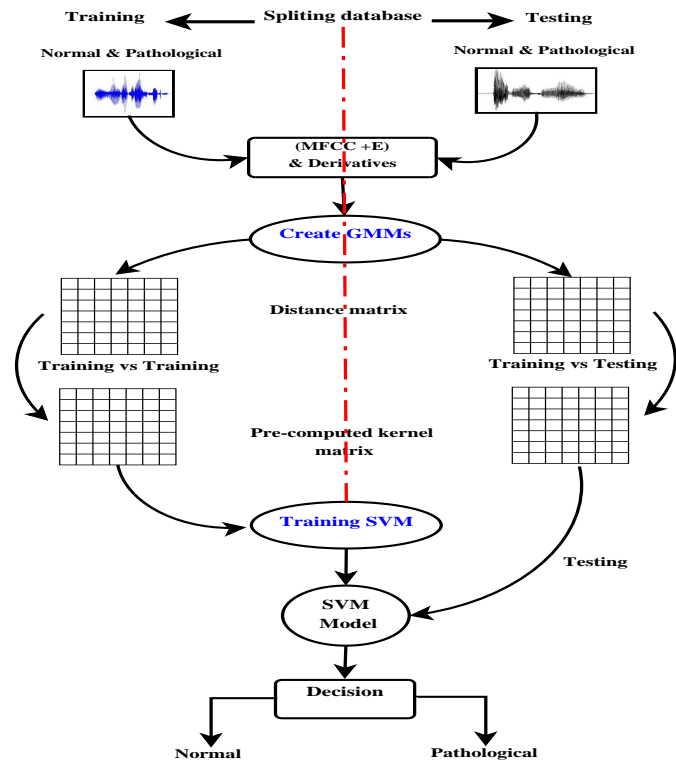 Training
Spliting database
Testing
Normal & Pathological
Normal & Pathological
(MFCC +E)
& Derivatives
Create GMMs
Distance matrix
Training vs Training
Training vs Testing
Pre-computed kernel
matrix
Training SVM
Testing
SVM
Model
Decision
Normal
Pathological